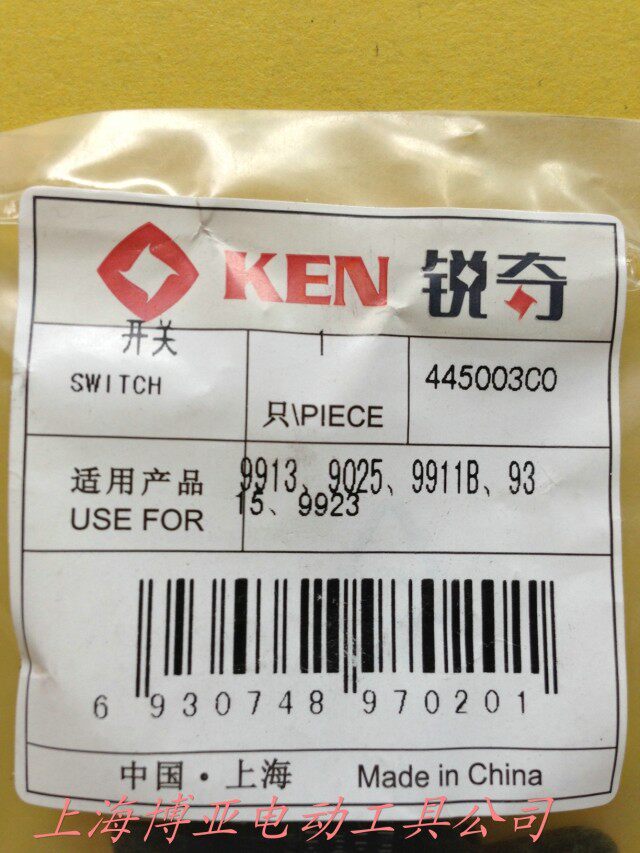 KEN 锐奇
开关
SWITCH
1
只\PIECE
445003C0
适用产品
USE FOR
9913、9025、9911B、93
15、9923
6 930748 970201
中国·上海 Made in China
上海博亚电动工具公司